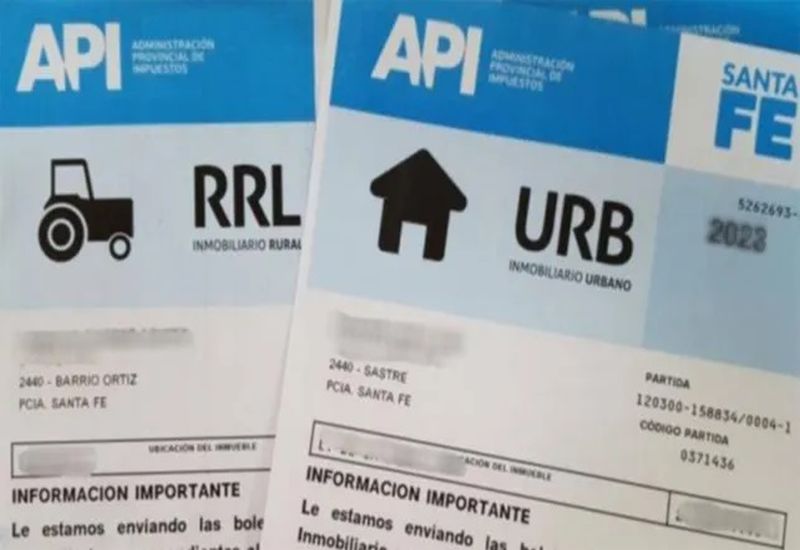 API
ADMINISTRACIÓN
PROVINCIAL DE
IMPUESTOS
RRL
INMOBILIARIO RURAL
2440 - BARRIO ORTIZ
PCIA. SANTA FE
UBICACIÓN DEL INMUEBLE
INFORMACION IMPORTANTE
Le estamos enviando las bole
API
ADMINISTRACIÓN
PROVINCIAL DE
IMPUESTOS
SANTA
FE
URB
INMOBILIARIO URBANO
5262693-
2023
2440 - SASTRE
PCIA. SANTA FE
PARTIDA
120300-158834/0004-1
CÓDIGO PARTIDA
0371436
ACIÓN DEL INMUEBLE
INFORMACION IMPORTANTE
Le estamos enviando las bol
Inmobiliario
API